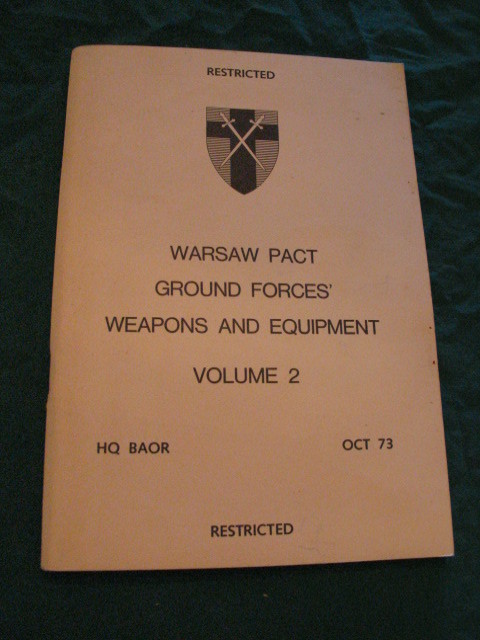 RESTRICTED
WARSAW PACT
GROUND FORCES'
WEAPONS AND EQUIPMENT
VOLUME 2
HQ BAOR OCT 73
RESTRICTED